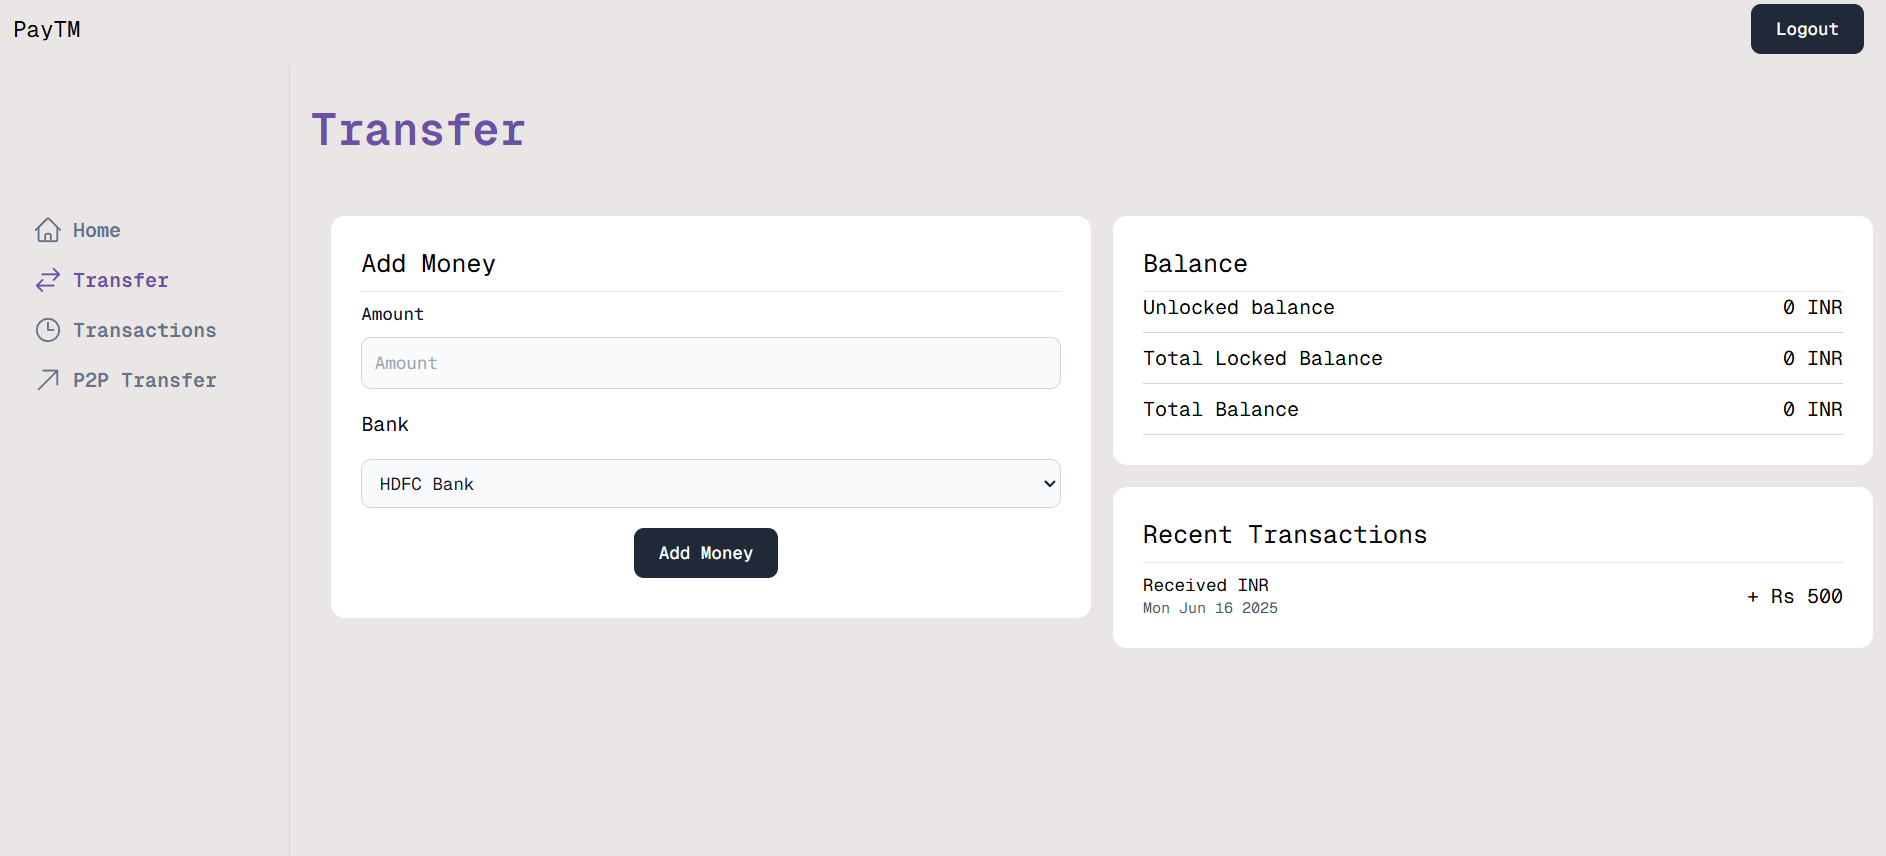 PayTM
Logout
Transfer
Home
Transfer
Transactions
P2P Transfer
Add Money
Amount
Amount
Bank
HDFC Bank
Add Money
Balance
Unlocked balance 0 INR
Total Locked Balance 0 INR
Total Balance 0 INR
Recent Transactions
Received INR
Mon Jun 16 2025
+ Rs 500